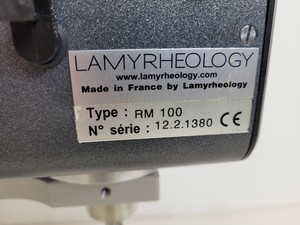 LAMYRHEOLOGY
www.lamyrheology.com
Made in France by Lamyrheology
Type : RM 100
N° série : 12.2.1380 CE